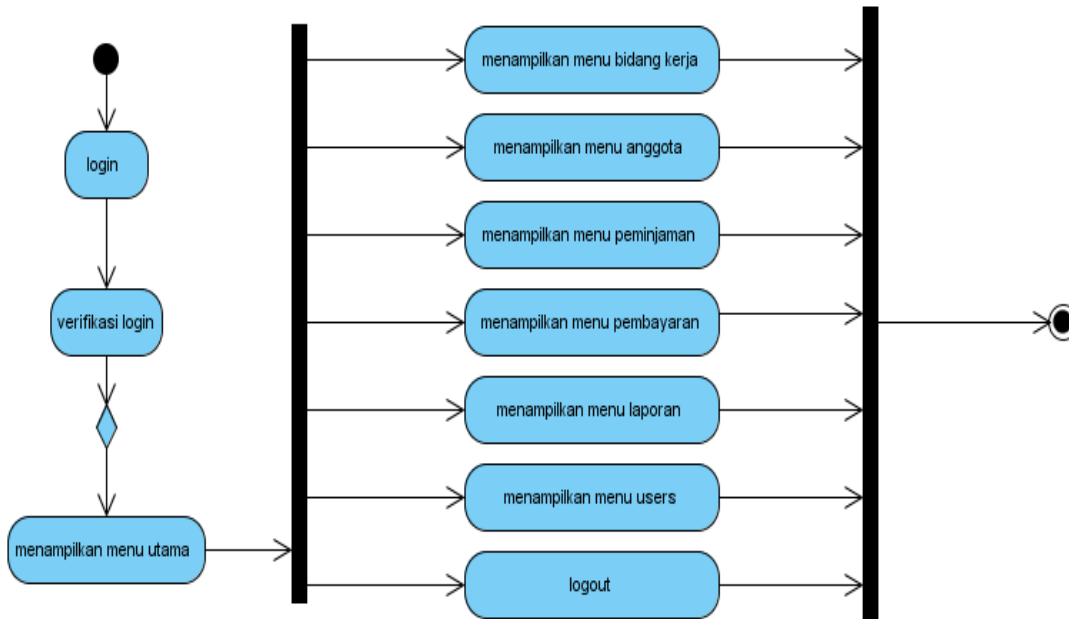 login
verifikasi login
menampilkan menu utama
menampilkan menu bidang kerja
menampilkan menu anggota
menampilkan menu peminjaman
menampilkan menu pembayaran
menampilkan menu laporan
menampilkan menu users
logout